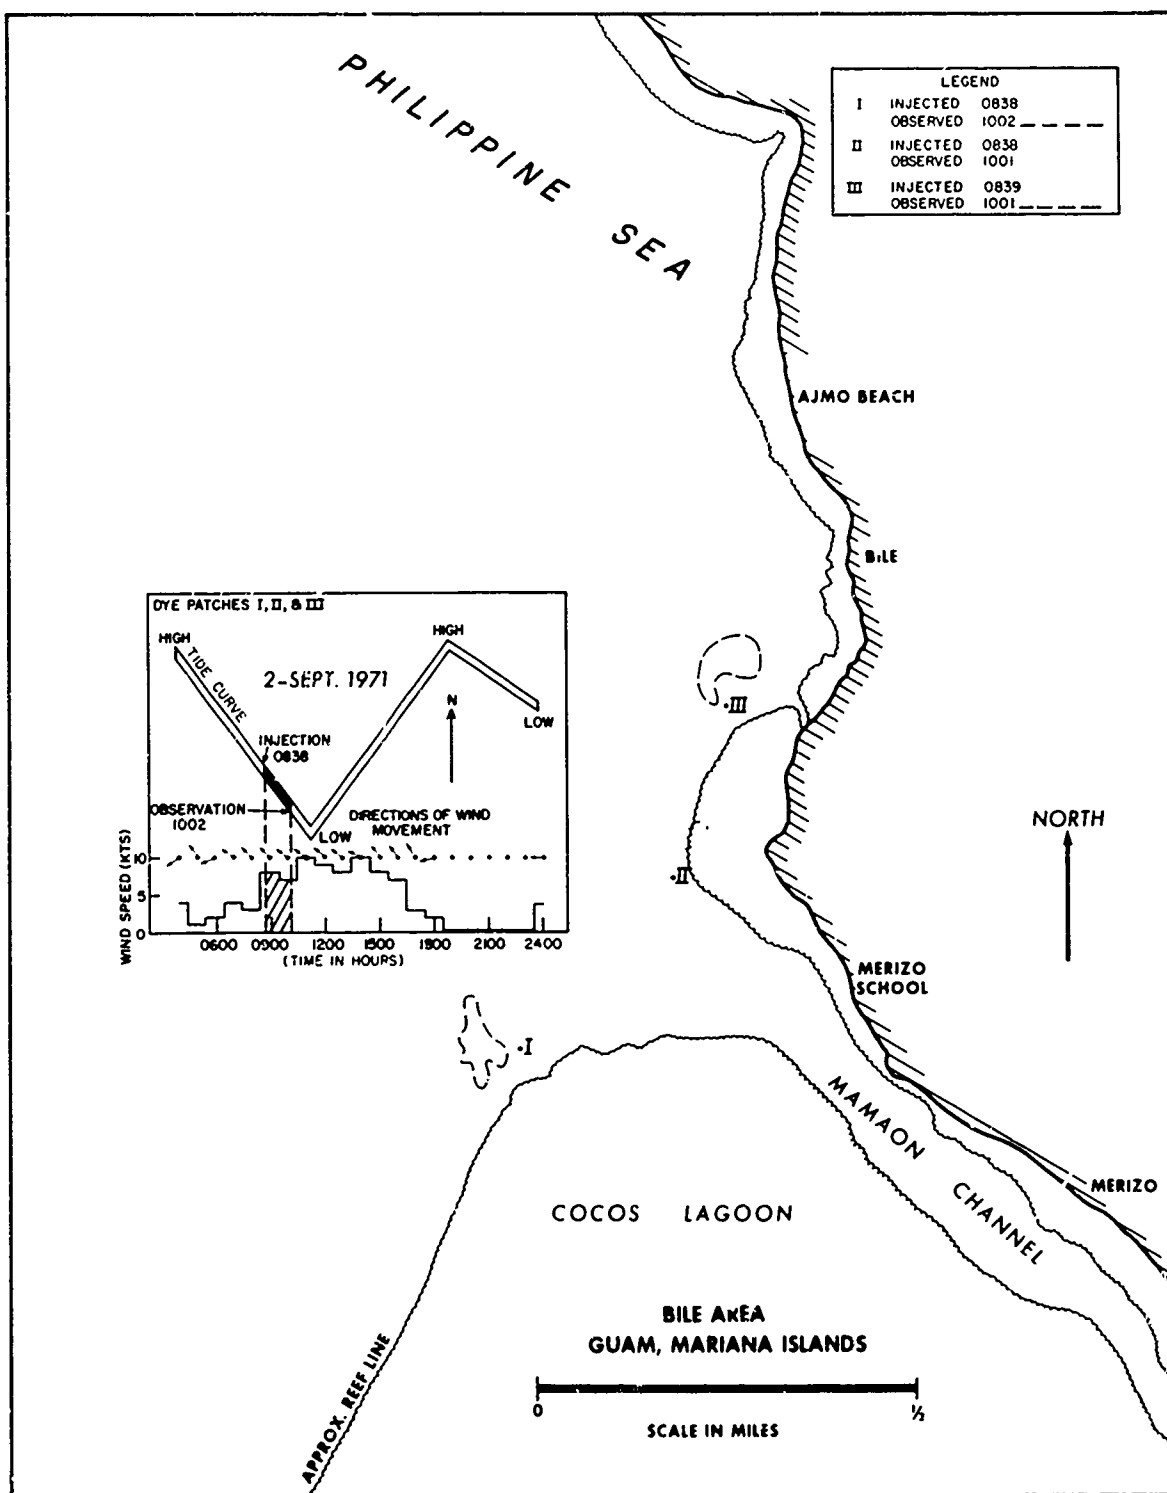 PHILIPPINE SEA
LEGEND
I INJECTED 0838
OBSERVED 1002
II INJECTED 0838
OBSERVED 1001
III INJECTED 0839
OBSERVED 1001
AJMO BEACH
BILE
DYE PATCHES I, II, & III
HIGH
TIDE CURVE
2-SEPT. 1971
HIGH
N
LOW
INJECTION
0838
OBSERVATION
1002
LOW
DIRECTIONS OF WIND
MOVEMENT
WIND SPEED (KTS)
10
5
0
0600 0900 1200 1500 1800 2100 2400
(TIME IN HOURS)
III
II
I
NORTH
MERIZO
SCHOOL
MAMAON CHANNEL
MERIZO
COCOS LAGOON
BILE AREA
GUAM, MARIANA ISLANDS
0 1/2
SCALE IN MILES
APPROX. REEF LINE